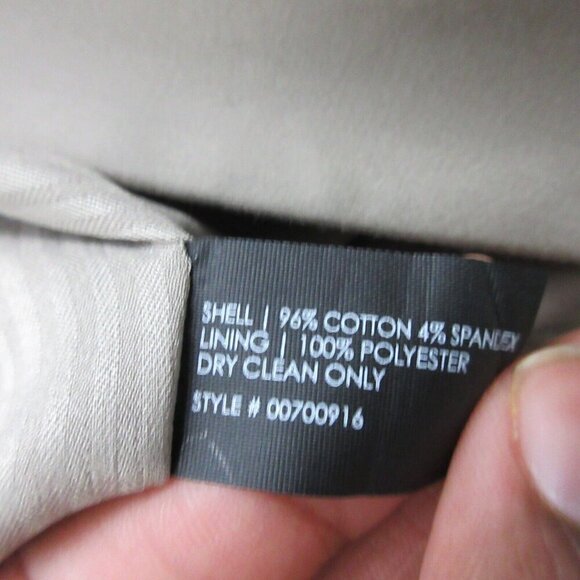 SHELL | 96% COTTON 4% SPANDEX
LINING | 100% POLYESTER
DRY CLEAN ONLY
STYLE # 00700916